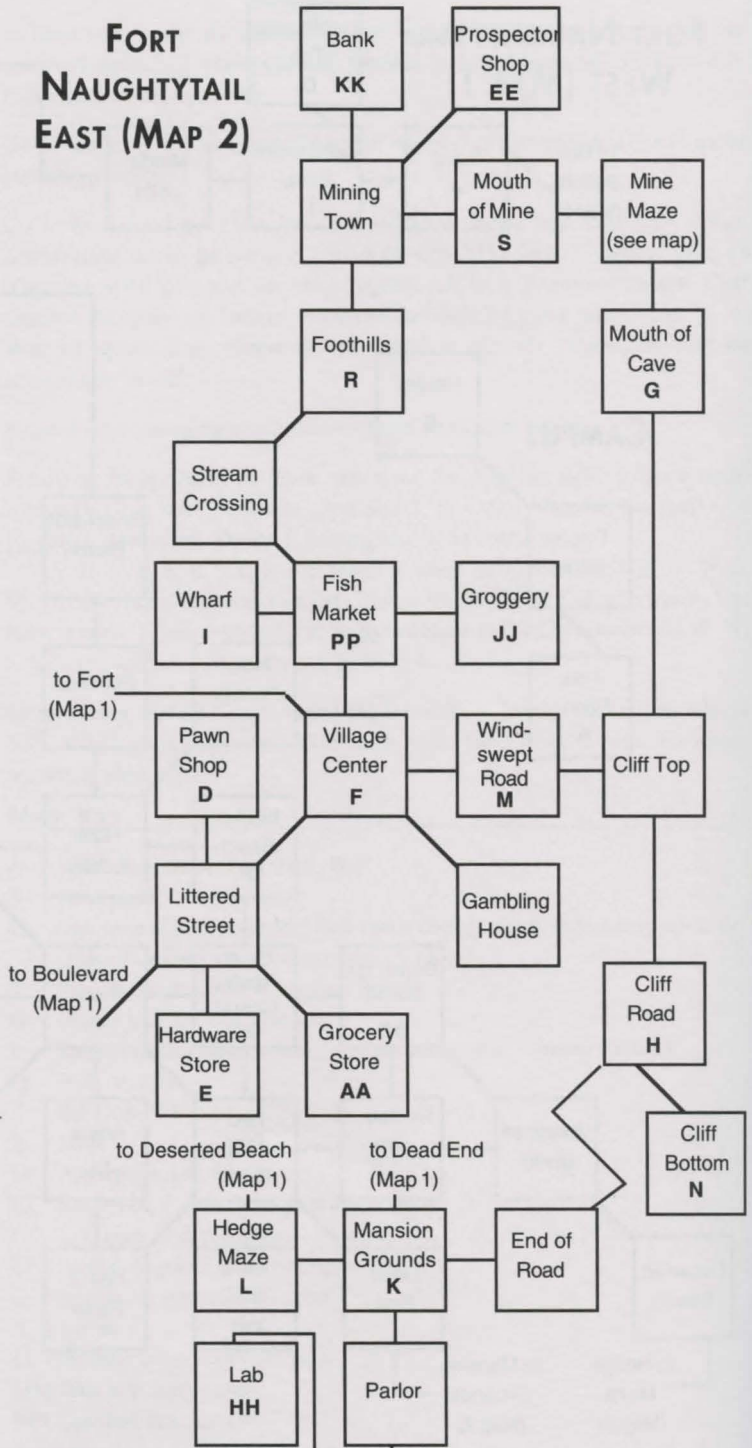 FORT
NAUGHTYTAIL
EAST (MAP 2)
Bank
KK
Prospector
Shop
EE
Mining
Town
Mouth
of Mine
S
Mine
Maze
(see map)
Foothills
R
Mouth of
Cave
G
Stream
Crossing
Wharf
I
Fish
Market
PP
Groggery
JJ
to Fort
(Map 1)
Pawn
Shop
D
Village
Center
F
Wind-
swept
Road
M
Cliff Top
Littered
Street
Gambling
House
to Boulevard
(Map 1)
Hardware
Store
E
Grocery
Store
AA
Cliff
Road
H
Cliff
Bottom
N
to Deserted Beach
(Map 1)
to Dead End
(Map 1)
Hedge
Maze
L
Mansion
Grounds
K
End of
Road
Lab
HH
Parlor